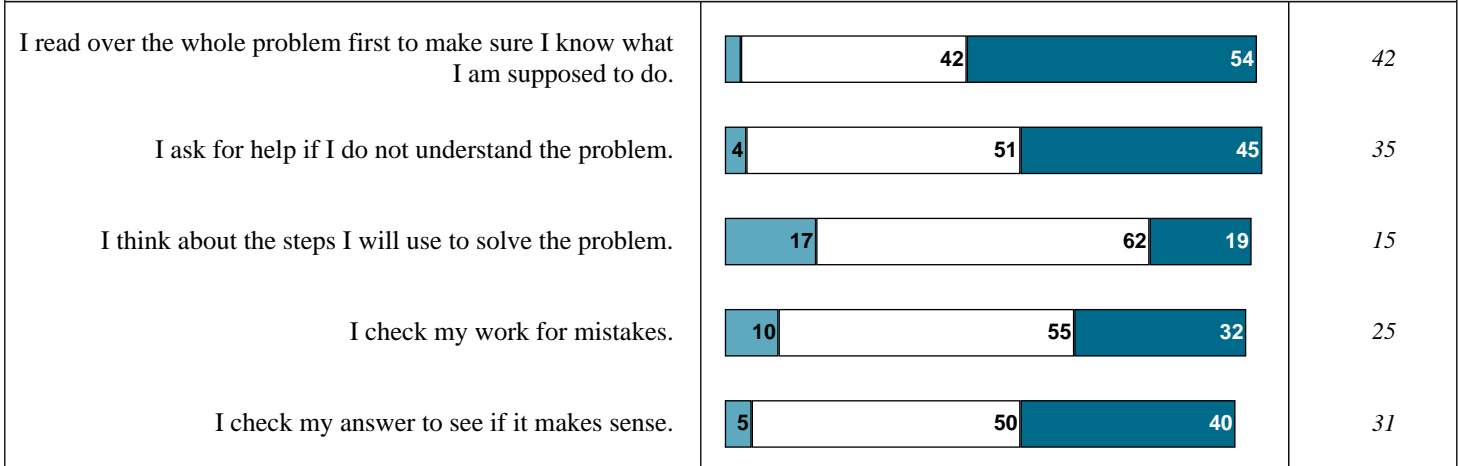 I read over the whole problem first to make sure I know what
I am supposed to do.
42 54 42
I ask for help if I do not understand the problem.
4 51 45 35
I think about the steps I will use to solve the problem.
17 62 19 15
I check my work for mistakes.
10 55 32 25
I check my answer to see if it makes sense.
5 50 40 31